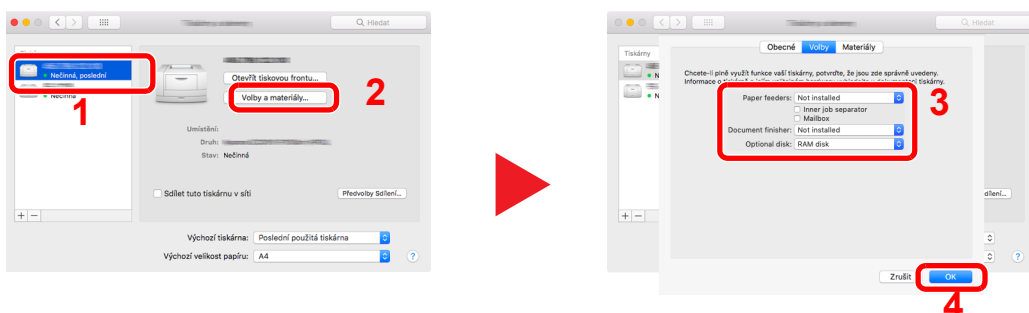 Hledat
Nečinná, poslední
Nečinná
1
Otevřít tiskovou frontu...
Volby a materiály...
2
Umístění:
Druh:
Stav: Nečinná
Sdílet tuto tiskárnu v síti
Předvolby Sdílení...
+ −
Výchozí tiskárna: Poslední použitá tiskárna
Výchozí velikost papíru: A4
?
Hledat
Tiskárny
N
N
Obecné Volby Materiály
Chcete-li plně využít funkce vaší tiskárny, potvrďte, že jsou zde správně uvedeny.
Paper feeders: Not installed
Inner job separator
Mailbox
Document finisher: Not installed
Optional disk: RAM disk
3
dílení...
+ −
?
Zrušit OK
4